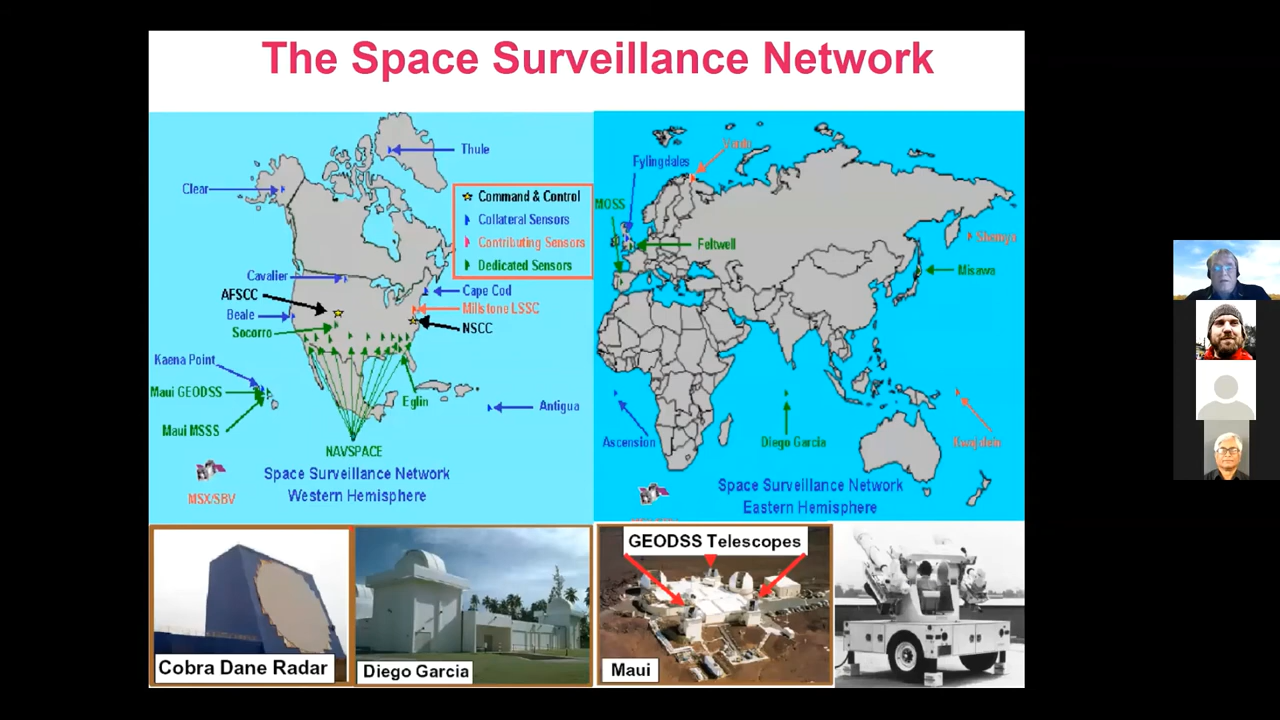 The Space Surveillance Network
Thule
Clear
Command & Control
Collateral Sensors
Contributing Sensors
Dedicated Sensors
Cavalier
AFSCC
Beale
Socorro
Cape Cod
Millstone LSSC
NSCC
Kaena Point
Maui GEODSS
Maui MSSS
Eglin
Antigua
NAVSPACE
MSX/SBV
Space Surveillance Network
Western Hemisphere
Fylingdales
MOSS
Feltwell
Shemya
Misawa
Ascension
Diego Garcia
Kwajalein
Space Surveillance Network
Eastern Hemisphere
Cobra Dane Radar
Diego Garcia
GEODSS Telescopes
Maui